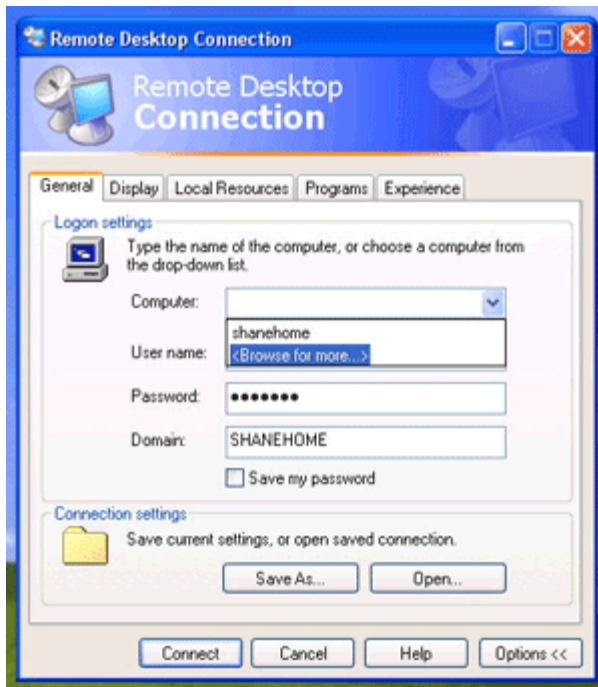 Remote Desktop Connection
Remote Desktop
Connection
General Display Local Resources Programs Experience
Logon settings
Type the name of the computer, or choose a computer from
the drop-down list.
Computer:
shanehome
<Browse for more...>
User name:
Password: •••••••
Domain: SHANEHOME
Save my password
Connection settings
Save current settings, or open saved connection.
Save As... Open...
Connect Cancel Help Options <<